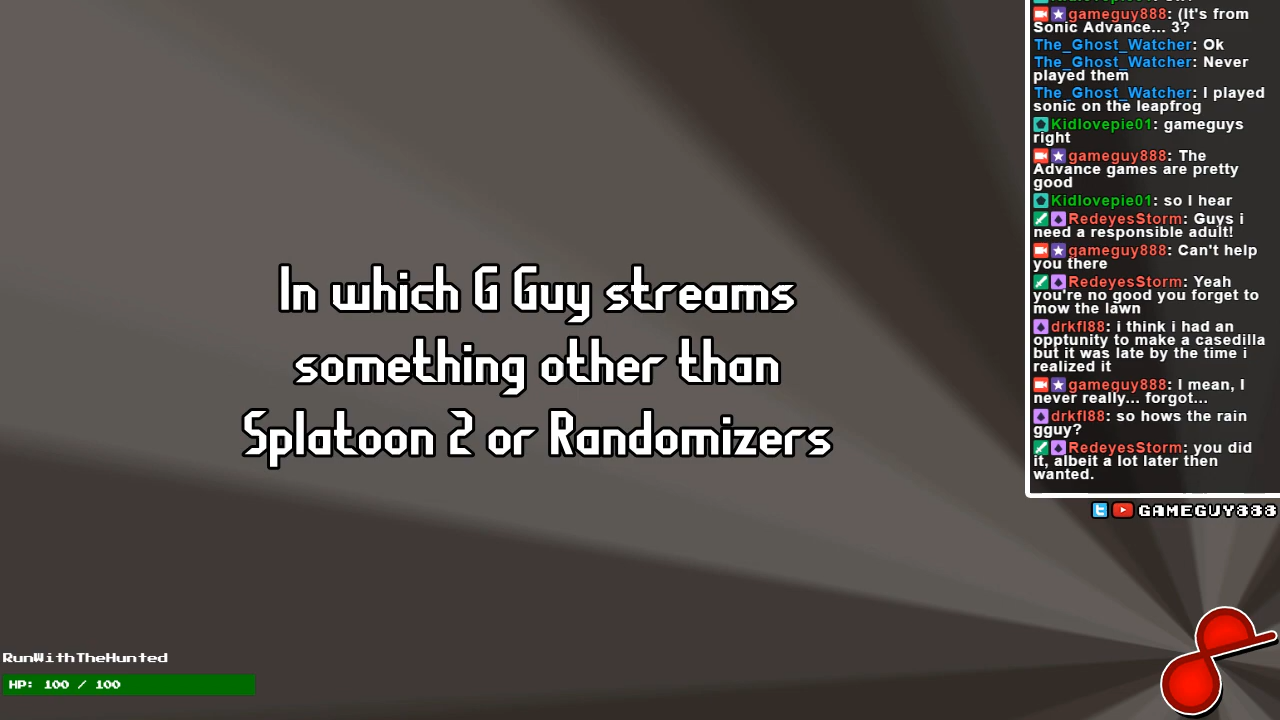 gameguy888: (It's from
Sonic Advance... 3?
The_Ghost_Watcher: Ok
The_Ghost_Watcher: Never
played them
The_Ghost_Watcher: I played
sonic on the leapfrog
Kidlovepie01: gameguys
right
gameguy888: The
Advance games are pretty
good
Kidlovepie01: so I hear
RedeyesStorm: Guys i
need a responsible adult!
gameguy888: Can't help
you there
RedeyesStorm: Yeah
you're no good you forget to
mow the lawn
drkfl88: i think i had an
opptunity to make a casedilla
but it was late by the time i
realized it
gameguy888: I mean, I
never really... forgot...
drkfl88: so hows the rain
gguy?
RedeyesStorm: you did
it, albeit a lot later then
wanted.
GAMEGUY888
In which G Guy streams
something other than
Splatoon 2 or Randomizers
RunWithTheHunted
HP: 100 / 100